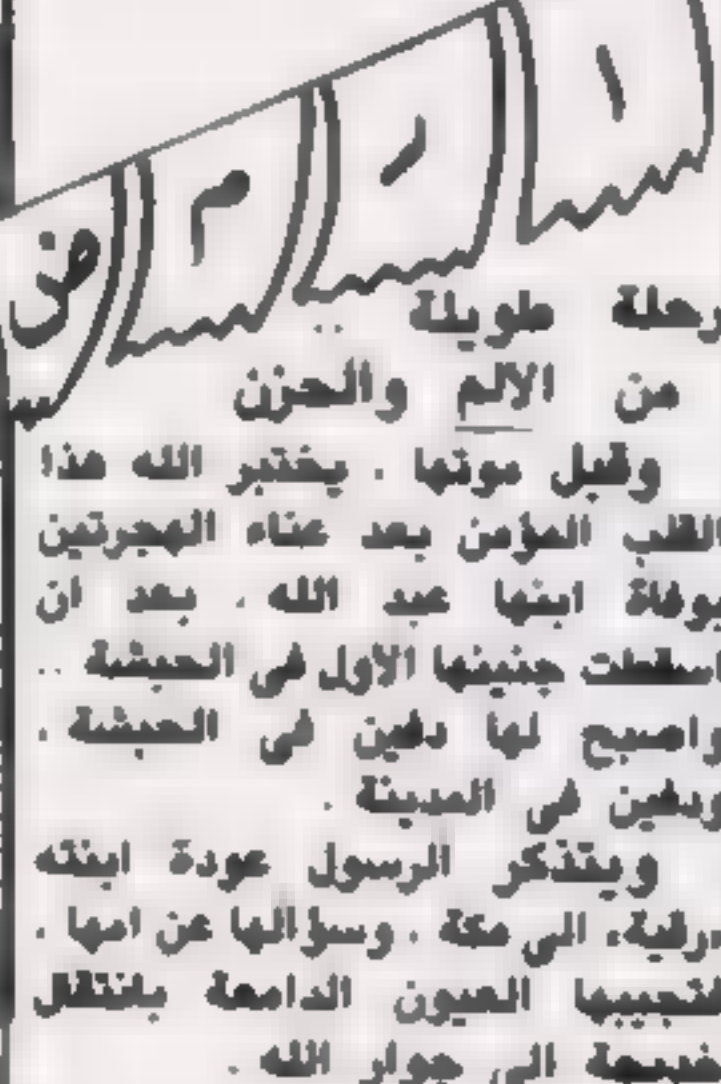 رحلة طويلة ..
من الالم والحزن
وقبل موتها . يختبر الله هذا
القلب المؤمن بعد عناء الهجرتين
بوفاة ابنها عبد الله . بعد ان
اسقطت جنينها الاول فى الحبشة ..
واصبح لها دفين فى الحبشة .
ودفين فى المدينة .
ويتذكر الرسول عودة ابنته
«رقية» الى مكة . وسؤالها عن امها .
فتجيبها العيون الدامعة بانتقال
خديجة الى جوار الله .